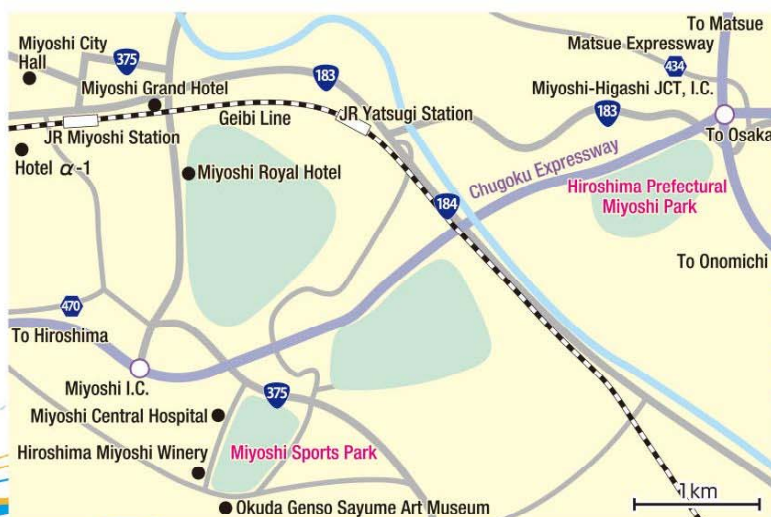 To Matsue
Miyoshi City
Hall
375
Matsue Expressway
434
183
Miyoshi Grand Hotel
Miyoshi-Higashi JCT, I.C.
183
Geibi Line
JR Yatsugi Station
JR Miyoshi Station
To Osaka
Hotel α-1
Miyoshi Royal Hotel
Chugoku Expressway
Hiroshima Prefectural
Miyoshi Park
184
To Onomichi
470
To Hiroshima
Miyoshi I.C.
375
Miyoshi Central Hospital
Hiroshima Miyoshi Winery
Miyoshi Sports Park
1km
Okuda Genso Sayume Art Museum